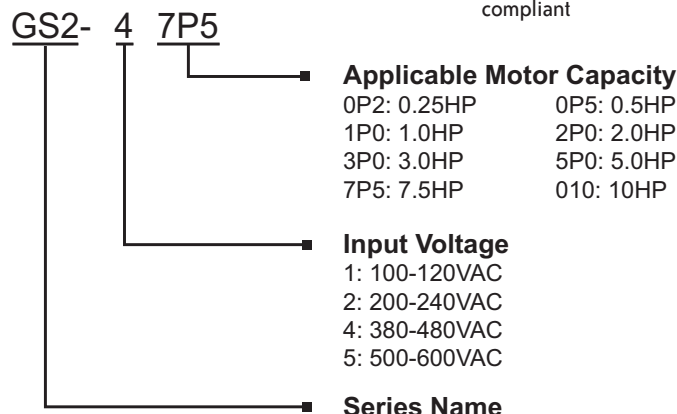 compliant
GS2- 4 7P5
Applicable Motor Capacity
0P2: 0.25HP 0P5: 0.5HP
1P0: 1.0HP 2P0: 2.0HP
3P0: 3.0HP 5P0: 5.0HP
7P5: 7.5HP 010: 10HP
Input Voltage
1: 100-120VAC
2: 200-240VAC
4: 380-480VAC
5: 500-600VAC
Series Name